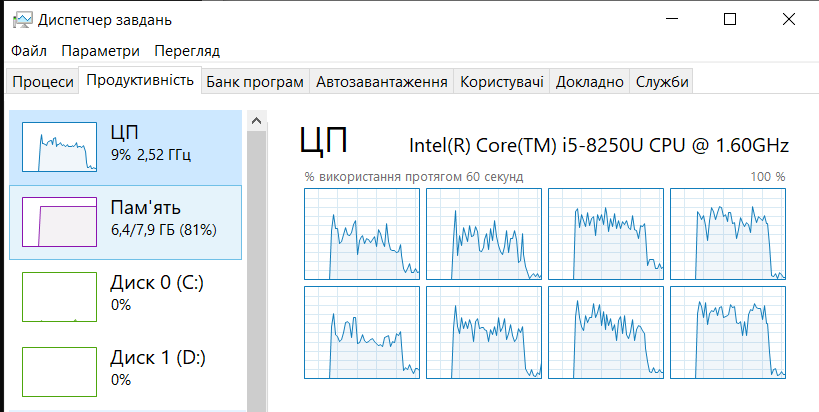 Диспетчер завдань
Файл Параметри Перегляд
Процеси Продуктивність Банк програм Автозавантаження Користувачі Докладно Служби
ЦП
9% 2,52 ГГц
Пам'ять
6,4/7,9 ГБ (81%)
Диск 0 (C:)
0%
Диск 1 (D:)
0%
ЦП Intel(R) Core(TM) i5-8250U CPU @ 1.60GHz
% використання протягом 60 секунд 100 %